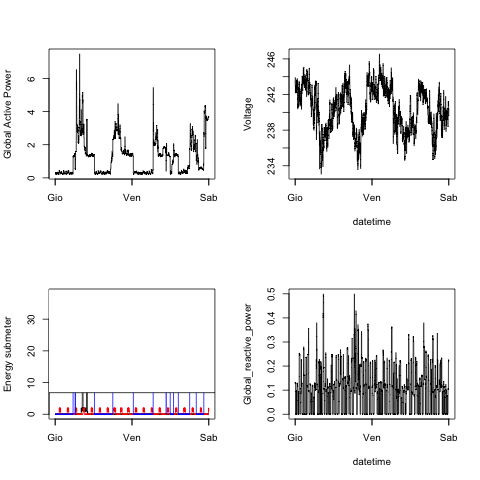 Global Active Power
0 2 4 6
Gio Ven Sab
Voltage
234 238 242 246
Gio Ven Sab
datetime
Energy submeter
0 10 20 30
Gio Ven Sab
Global_reactive_power
0.0 0.1 0.2 0.3 0.4 0.5
Gio Ven Sab
datetime